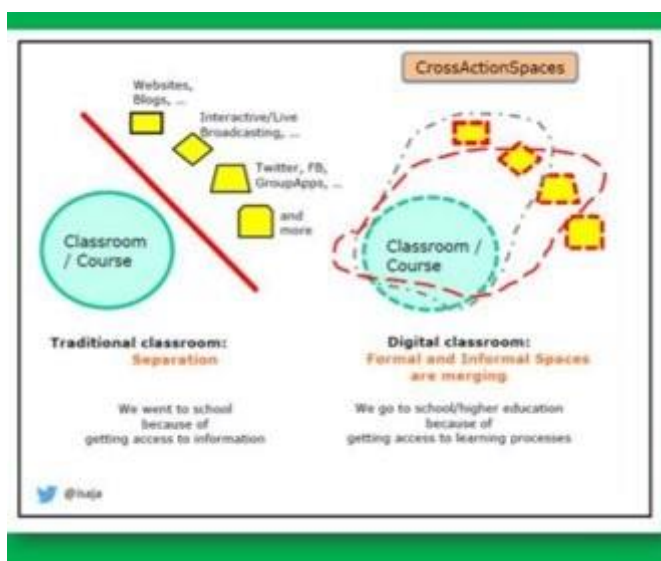 CrossActionSpaces
Websites,
Blogs, ...
Interactive/Live
Broadcasting, ...
Twitter, FB,
GroupApps, ...
and
more
Classroom
/ Course
Classroom /
Course
Traditional classroom:
Separation
We went to school
because of
getting access to information
Digital classroom:
Formal and Informal Spaces
are merging
We go to school/higher education
because of
getting access to learning processes
@isaja